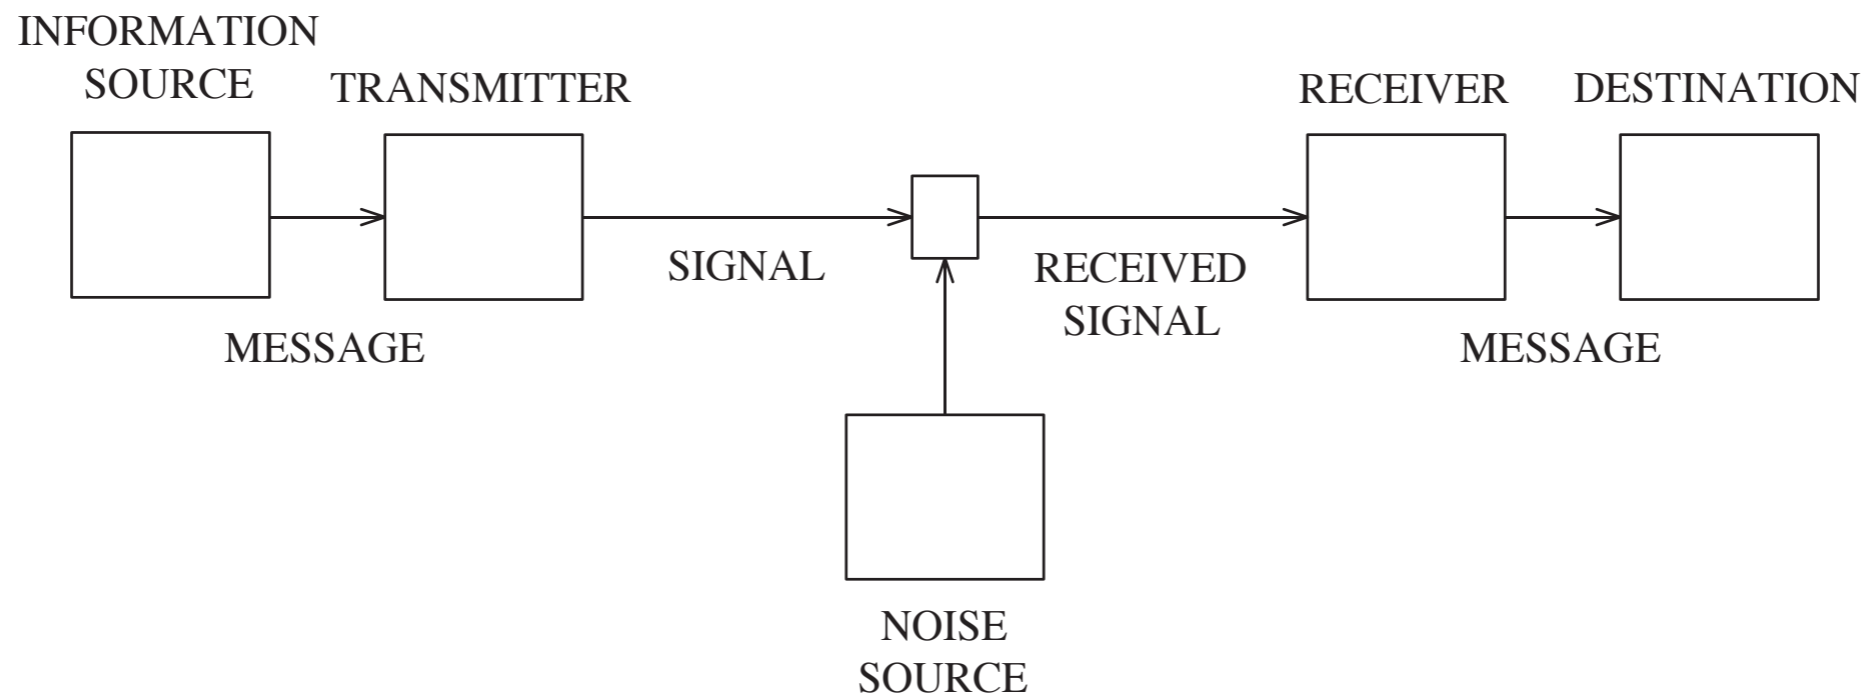 INFORMATION
SOURCE
TRANSMITTER
RECEIVER
DESTINATION
SIGNAL
RECEIVED
SIGNAL
MESSAGE
MESSAGE
NOISE
SOURCE